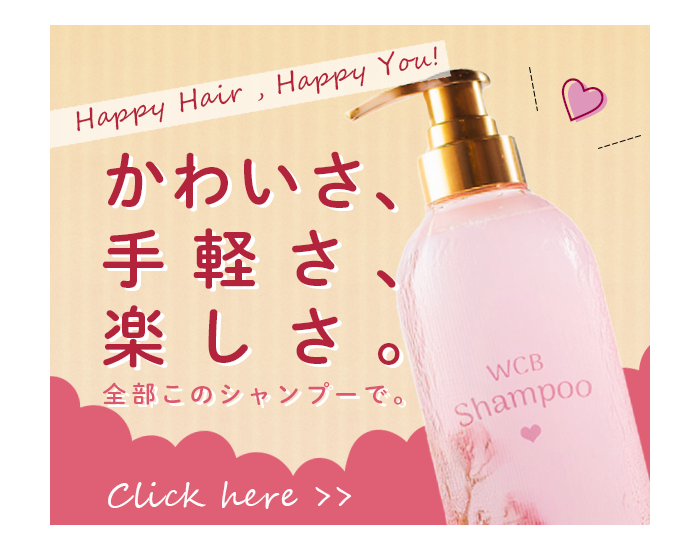 Happy Hair , Happy You!
かわいさ、
手軽さ、
楽しさ。
全部このシャンプーで。
WCB
Shampoo
Click here >>